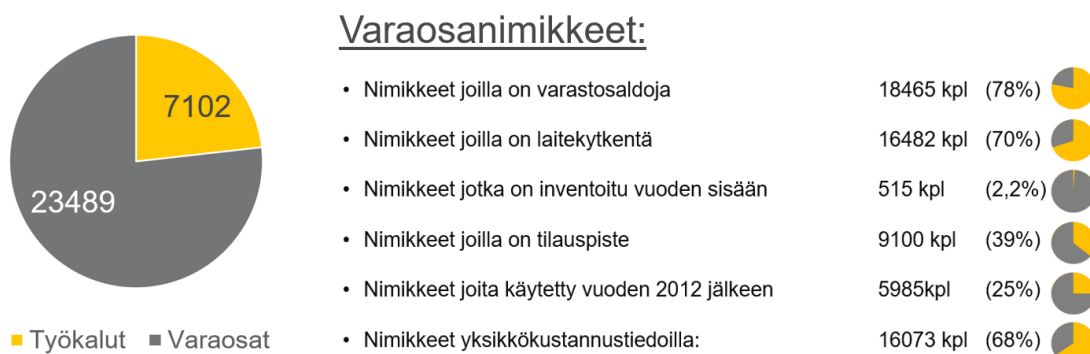 Varaosanimikkeet:
7102
23489
Työkalut Varaosat
• Nimikkeet joilla on varastosaldoja 18465 kpl (78%)
• Nimikkeet joilla on laitekytkentä 16482 kpl (70%)
• Nimikkeet jotka on inventoitu vuoden sisään 515 kpl (2,2%)
• Nimikkeet joilla on tilauspiste 9100 kpl (39%)
• Nimikkeet joita käytetty vuoden 2012 jälkeen 5985kpl (25%)
• Nimikkeet yksikkökustannustiedoilla: 16073 kpl (68%)